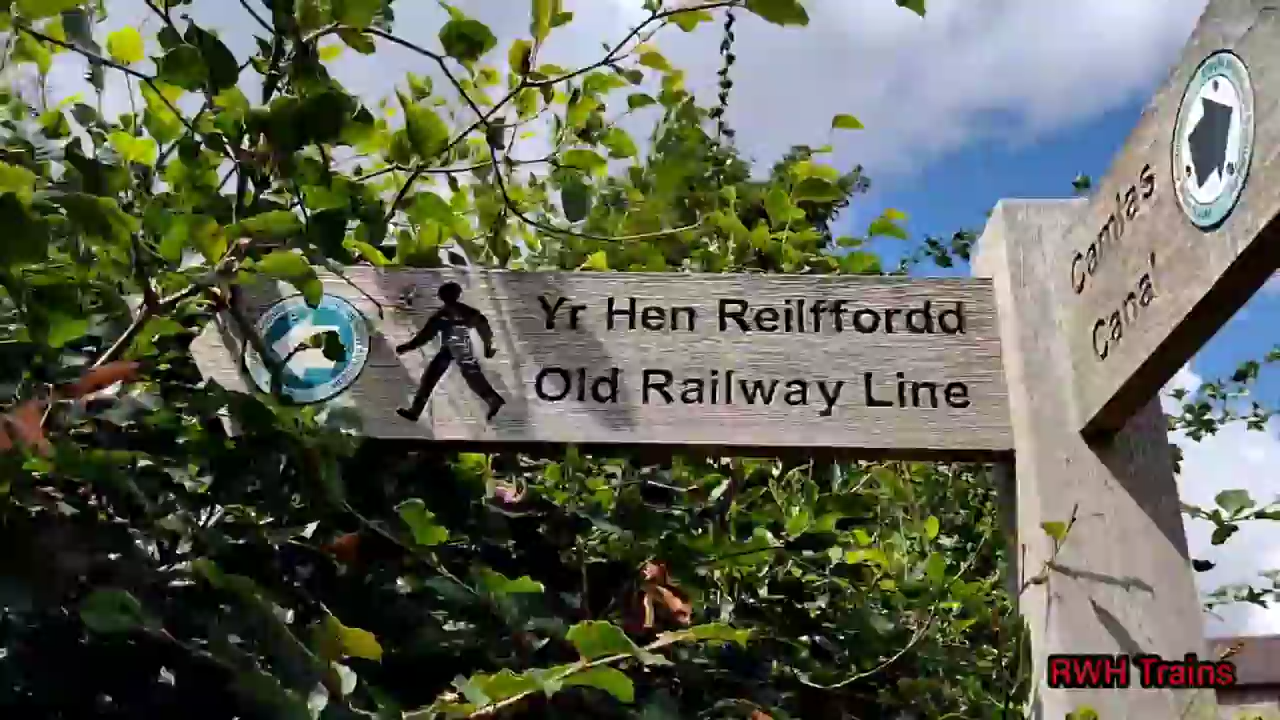 Yr Hen Reilffordd
Old Railway Line
Camlas
Canal
RWH Trains